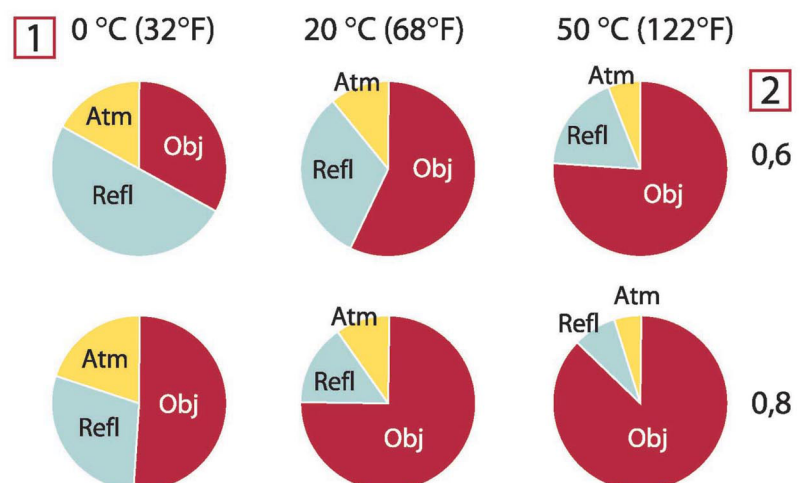 1 0 °C (32°F) 20 °C (68°F) 50 °C (122°F)
2
0,6
Atm Obj Refl
Atm Refl Obj
Atm Refl Obj
0,8
Atm Obj Refl
Atm Refl Obj
Atm Refl Obj